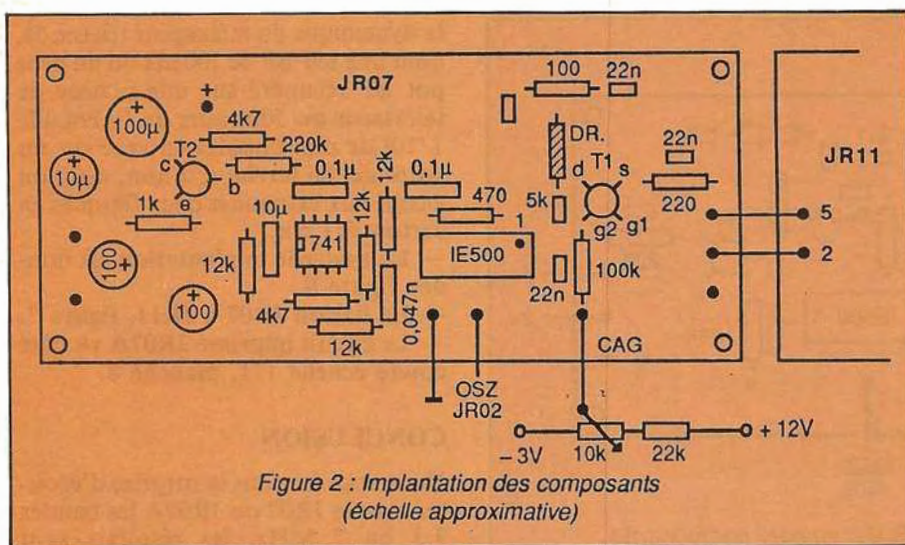 JR07
100
22n
+
100µ
4k7
T2
c
b
e
220k
DR.
d
T1
s
22n
JR11
+
10µ
0,1µ
12k
0,1µ
5k
220
5
1k
10µ
741
12k
470
1
g2
g1
2
12k
IE500
22n
100k
100
+
+
100
4k7
12k
0,047n
OSZ
JR02
CAG
−3V
10k
22k
+ 12V
Figure 2 : Implantation des composants
(échelle approximative)